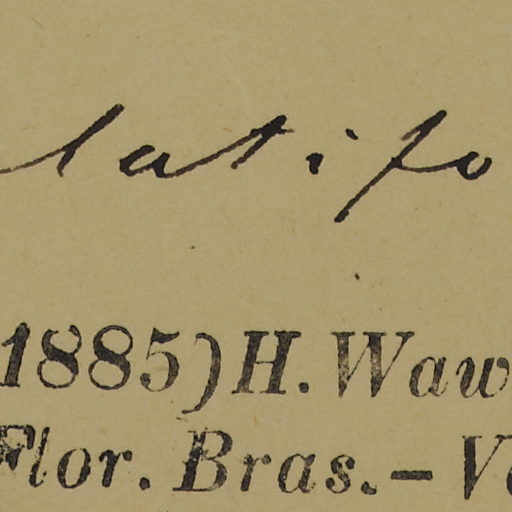 latifo
1885) H. Waw
Flor. Bras.—V